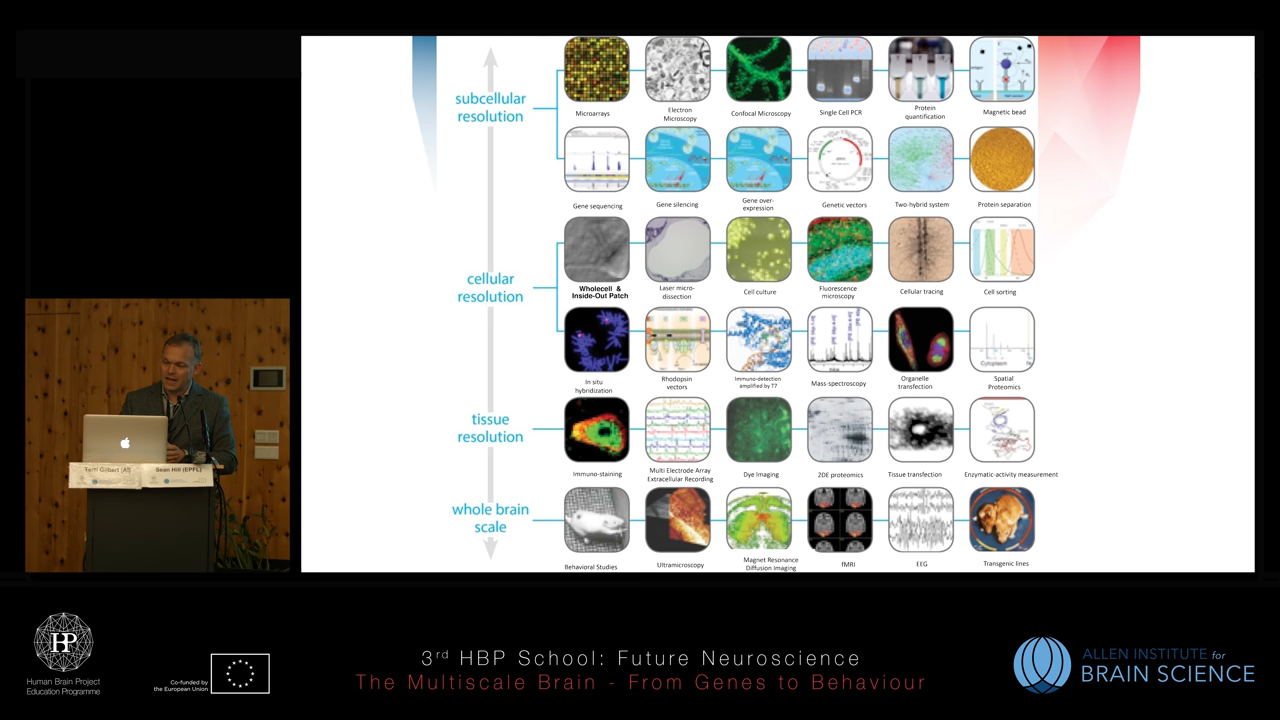 subcellular
resolution
Microarrays
Electron
Microscopy
Confocal Microscopy
Single Cell PCR
Protein
quantification
Magnetic bead
Gene sequencing
Gene silencing
Gene over-
expression
Genetic vectors
Two-hybrid system
Protein separation
cellular
resolution
Wholecell &
Inside-Out Patch
Laser micro-
dissection
Cell culture
Fluorescence
microscopy
Cellular tracing
Cell sorting
In situ
hybridization
Rhodopsin
vectors
Immuno-detection
amplified by T7
Mass-spectroscopy
Organelle
transfection
Cytoplasm
Spatial
Proteomics
tissue
resolution
Immuno-staining
Multi Electrode Array
Extracellular Recording
Dye Imaging
2DE proteomics
Tissue transfection
Enzymatic-activity measurement
whole brain
scale
Behavioral Studies
Ultramicroscopy
Magnet Resonance
Diffusion Imaging
fMRI
EEG
Transgenic lines
Terri Gilbert (AI)
Sean Hill (EPFL)
HP
Human Brain Project
Education Programme
Co-funded by
the European Union
3rd HBP School: Future Neuroscience
The Multiscale Brain - From Genes to Behaviour
ALLEN INSTITUTE for
BRAIN SCIENCE